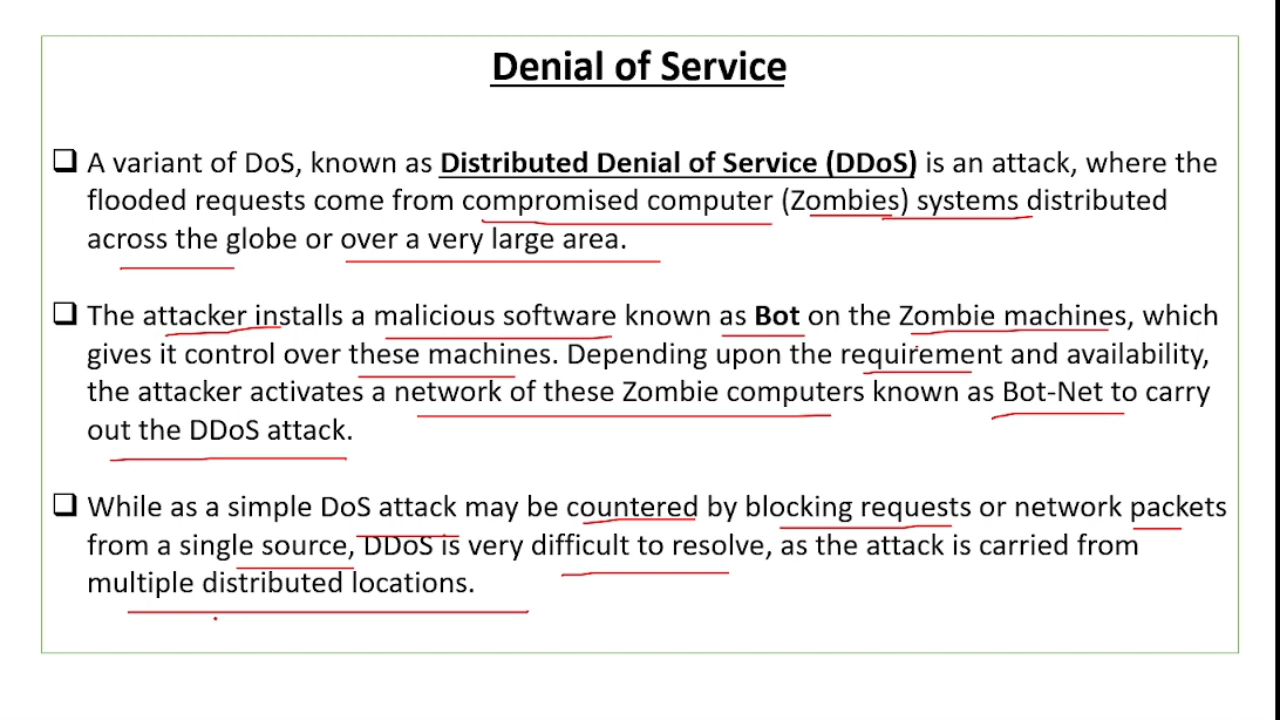 Denial of Service
❑ A variant of DoS, known as Distributed Denial of Service (DDoS) is an attack, where the
flooded requests come from compromised computer (Zombies) systems distributed
across the globe or over a very large area.
❑ The attacker installs a malicious software known as Bot on the Zombie machines, which
gives it control over these machines. Depending upon the requirement and availability,
the attacker activates a network of these Zombie computers known as Bot-Net to carry
out the DDoS attack.
❑ While as a simple DoS attack may be countered by blocking requests or network packets
from a single source, DDoS is very difficult to resolve, as the attack is carried from
multiple distributed locations.